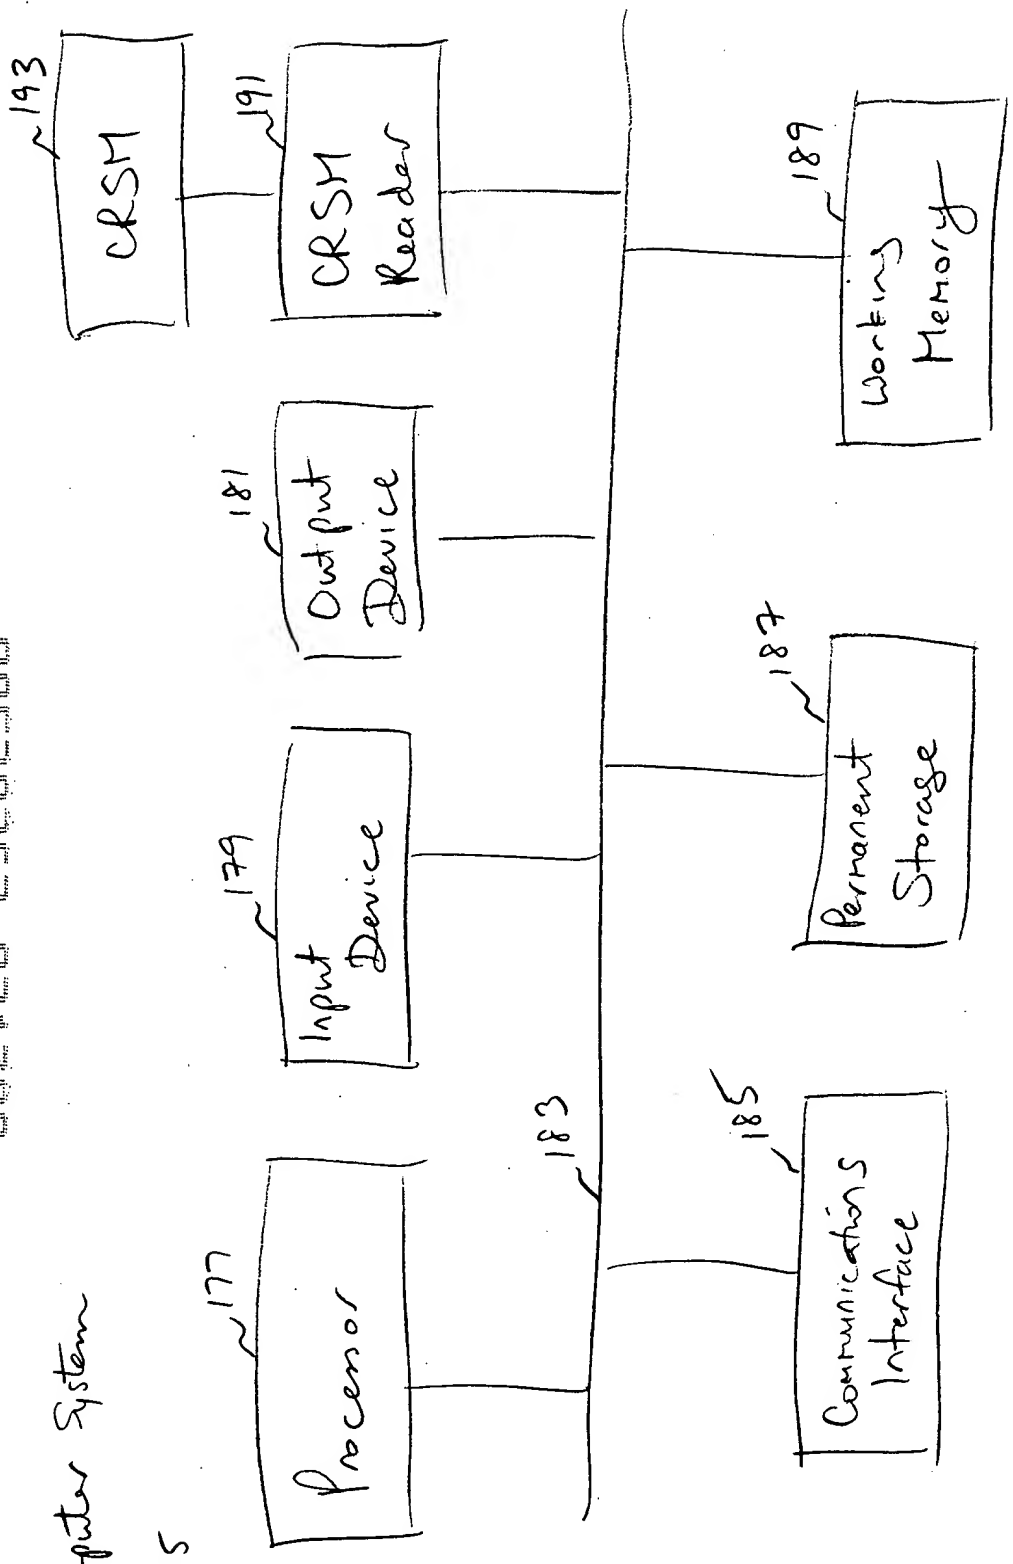 puter System
5
193
CRSM
177
179
181
191
Processor
Input
Device
Output
Device
CRSM
Reader
183
185
187
189
Communications
Interface
Permanent
Storage
Working
Memory